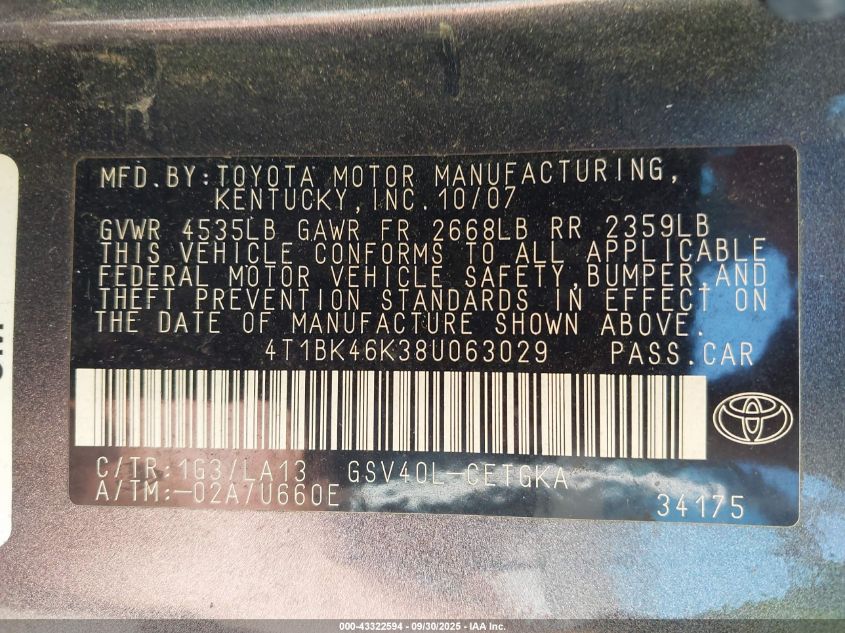 MFD. BY: TOYOTA MOTOR MANUFACTURING,
KENTUCKY, INC. 10/07
GVWR 4535LB GAWR FR 2668LB RR 2359LB
THIS VEHICLE CONFORMS TO ALL APPLICABLE
FEDERAL MOTOR VEHICLE SAFETY, BUMPER, AND
THEFT PREVENTION STANDARDS IN EFFECT ON
THE DATE OF MANUFACTURE SHOWN ABOVE.
4T1BK46K38U063029 PASS. CAR
C/TR: 1G3/LA13 GSV40L-CETGKA
A/TM: -02A/U660E 34175
000-43322594 - 09/30/2025 - IAA Inc.